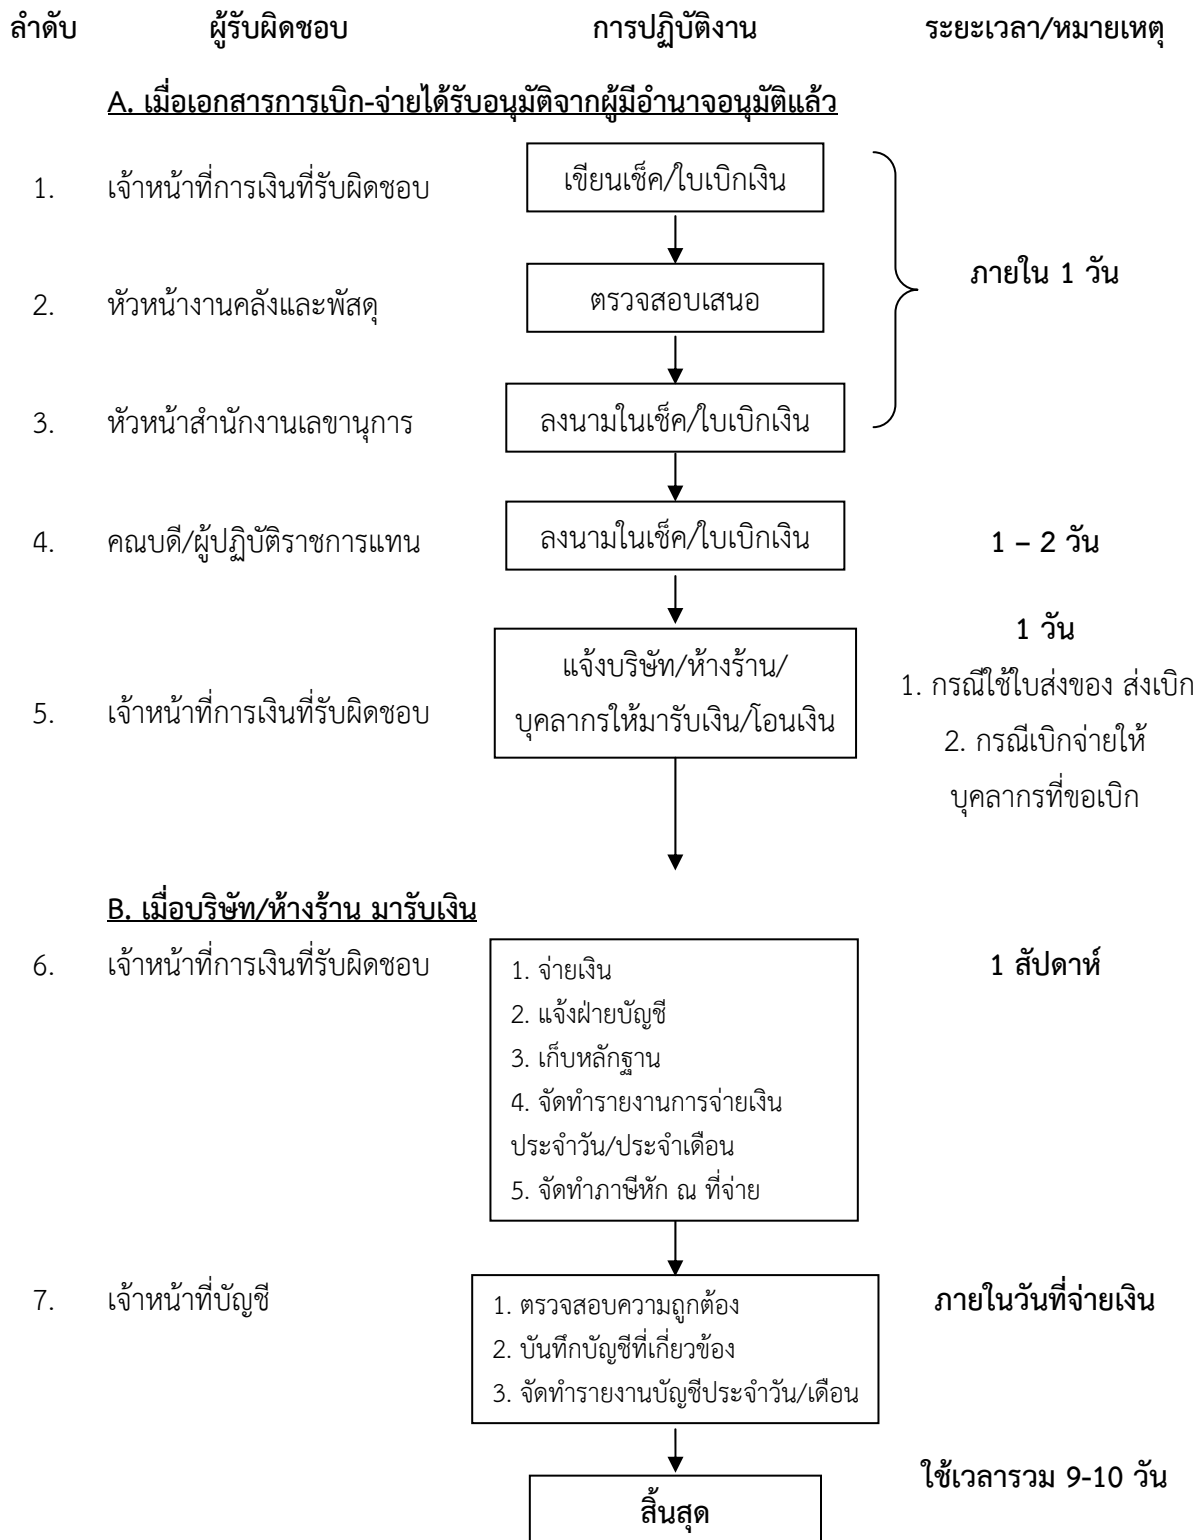 ลำดับ ผู้รับผิดชอบ การปฏิบัติงาน ระยะเวลา/หมายเหตุ
A. เมื่อเอกสารการเบิก-จ่ายได้รับอนุมัติจากผู้มีอำนาจอนุมัติแล้ว
1. เจ้าหน้าที่การเงินที่รับผิดชอบ เขียนเช็ค/ใบเบิกเงิน
ภายใน 1 วัน
2. หัวหน้างานคลังและพัสดุ ตรวจสอบเสนอ
3. หัวหน้าสำนักงานเลขานุการ ลงนามในเช็ค/ใบเบิกเงิน
4. คณบดี/ผู้ปฏิบัติราชการแทน ลงนามในเช็ค/ใบเบิกเงิน 1 – 2 วัน
5. เจ้าหน้าที่การเงินที่รับผิดชอบ
แจ้งบริษัท/ห้างร้าน/
บุคลากรให้มารับเงิน/โอนเงิน
1 วัน
1. กรณีใช้ใบส่งของ ส่งเบิก
2. กรณีเบิกจ่ายให้
บุคลากรที่ขอเบิก
B. เมื่อบริษัท/ห้างร้าน มารับเงิน
6. เจ้าหน้าที่การเงินที่รับผิดชอบ
1. จ่ายเงิน
2. แจ้งฝ่ายบัญชี
3. เก็บหลักฐาน
4. จัดทำรายงานการจ่ายเงิน
ประจำวัน/ประจำเดือน
5. จัดทำภาษีหัก ณ ที่จ่าย
1 สัปดาห์
7. เจ้าหน้าที่บัญชี
1. ตรวจสอบความถูกต้อง
2. บันทึกบัญชีที่เกี่ยวข้อง
3. จัดทำรายงานบัญชีประจำวัน/เดือน
ภายในวันที่จ่ายเงิน
ใช้เวลารวม 9-10 วัน
สิ้นสุด